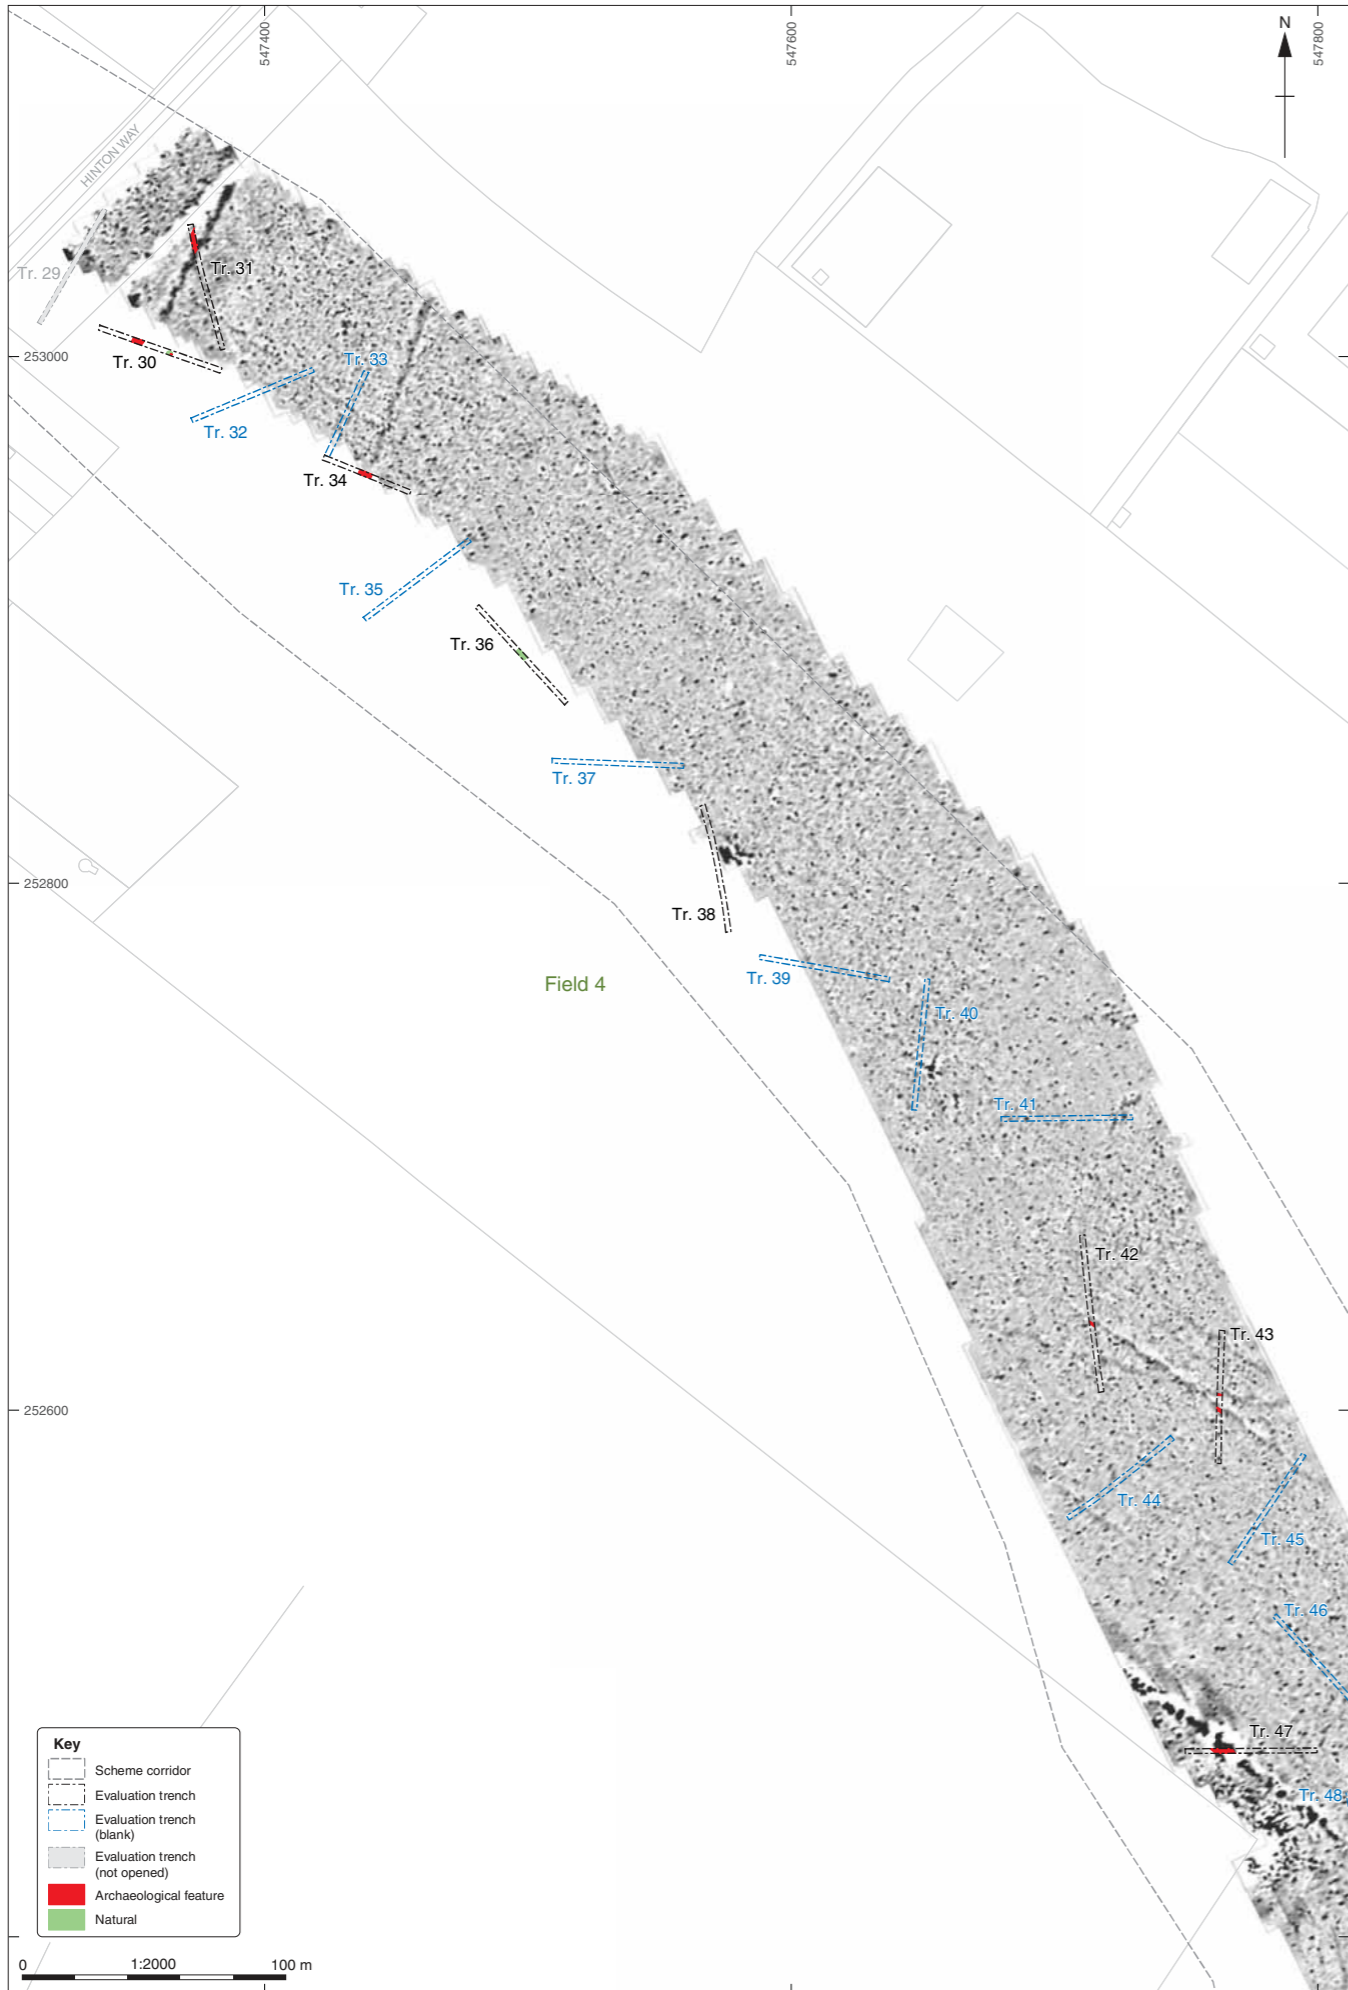 547400
547600
547800
N
HINTON WAY
Tr. 29
Tr. 31
253000
Tr. 30
Tr. 33
Tr. 32
Tr. 34
Tr. 35
Tr. 36
Tr. 37
252800
Tr. 38
Tr. 39
Field 4
Tr. 40
Tr. 41
Tr. 42
Tr. 43
252600
Tr. 44
Tr. 45
Tr. 46
Tr. 47
Tr. 48
Key
Scheme corridor
Evaluation trench
Evaluation trench
(blank)
Evaluation trench
(not opened)
Archaeological feature
Natural
0 1:2000 100 m